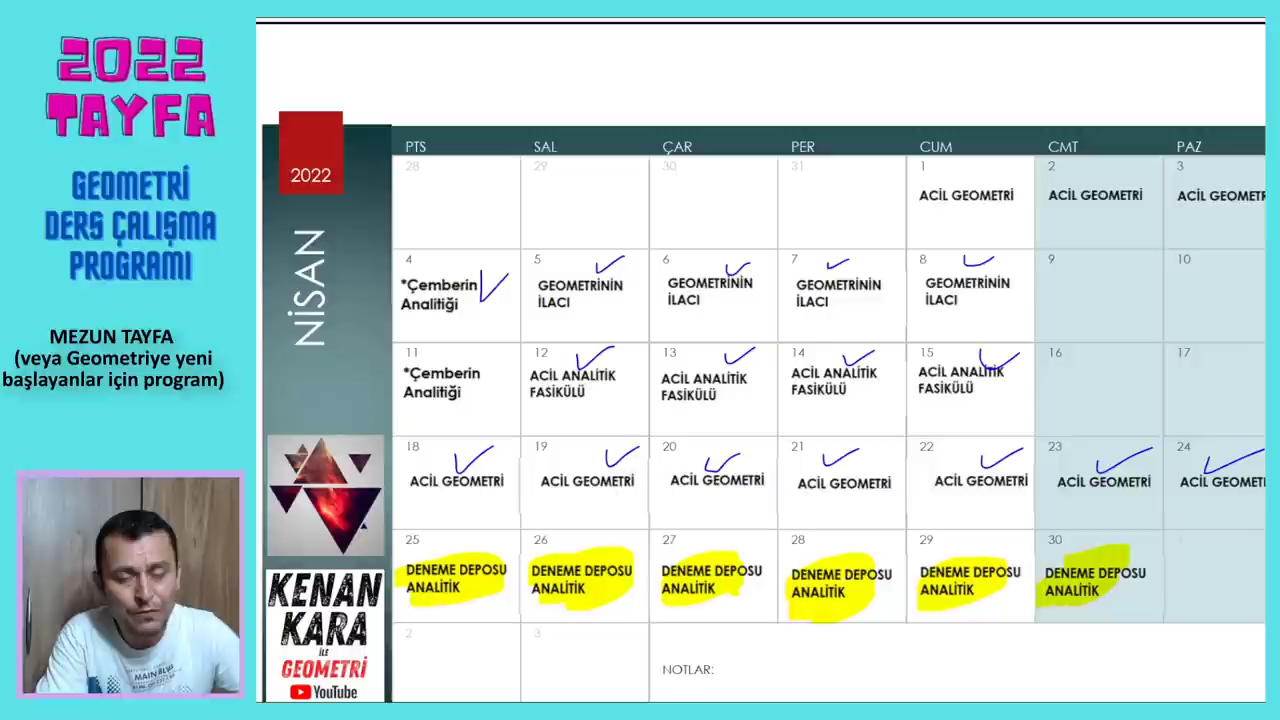 2022
TAYFA
GEOMETRİ
DERS ÇALIŞMA
PROGRAMI
MEZUN TAYFA
(veya Geometriye yeni
başlayanlar için program)
2022
NİSAN
PTS SAL ÇAR PER CUM CMT PAZ
28 29 30 31 1 2 3
ACİL GEOMETRİ ACİL GEOMETRİ ACİL GEOMETR
4 5 6 7 8 9 10
*Çemberin GEOMETRİNİN GEOMETRİNİN GEOMETRİNİN GEOMETRİNİN
Analitiği İLACI İLACI İLACI İLACI
11 12 13 14 15 16 17
*Çemberin ACİL ANALİTİK ACİL ANALİTİK ACİL ANALİTİK ACİL ANALİTİK
Analitiği FASİKÜLÜ FASİKÜLÜ FASİKÜLÜ FASİKÜLÜ
18 19 20 21 22 23 24
ACİL GEOMETRİ ACİL GEOMETRİ ACİL GEOMETRİ ACİL GEOMETRİ ACİL GEOMETRİ ACİL GEOMETRİ ACİL GEOMET
25 26 27 28 29 30
DENEME DEPOSU DENEME DEPOSU DENEME DEPOSU DENEME DEPOSU DENEME DEPOSU DENEME DEPOSU
ANALİTİK ANALİTİK ANALİTİK ANALİTİK ANALİTİK ANALİTİK
2 3
NOTLAR:
KENAN
KARA
İLE
GEOMETRİ
YouTube
MAIN BLVD